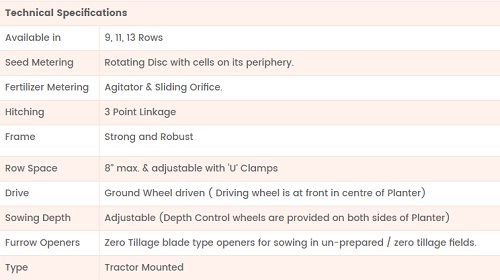 Technical Specifications
Available in 9, 11, 13 Rows
Seed Metering Rotating Disc with cells on its periphery.
Fertilizer Metering Agitator & Sliding Orifice.
Hitching 3 Point Linkage
Frame Strong and Robust
Row Space 8" max. & adjustable with 'U' Clamps
Drive Ground Wheel driven ( Driving wheel is at front in centre of Planter)
Sowing Depth Adjustable (Depth Control wheels are provided on both sides of Planter)
Furrow Openers Zero Tillage blade type openers for sowing in un-prepared / zero tillage fields.
Type Tractor Mounted